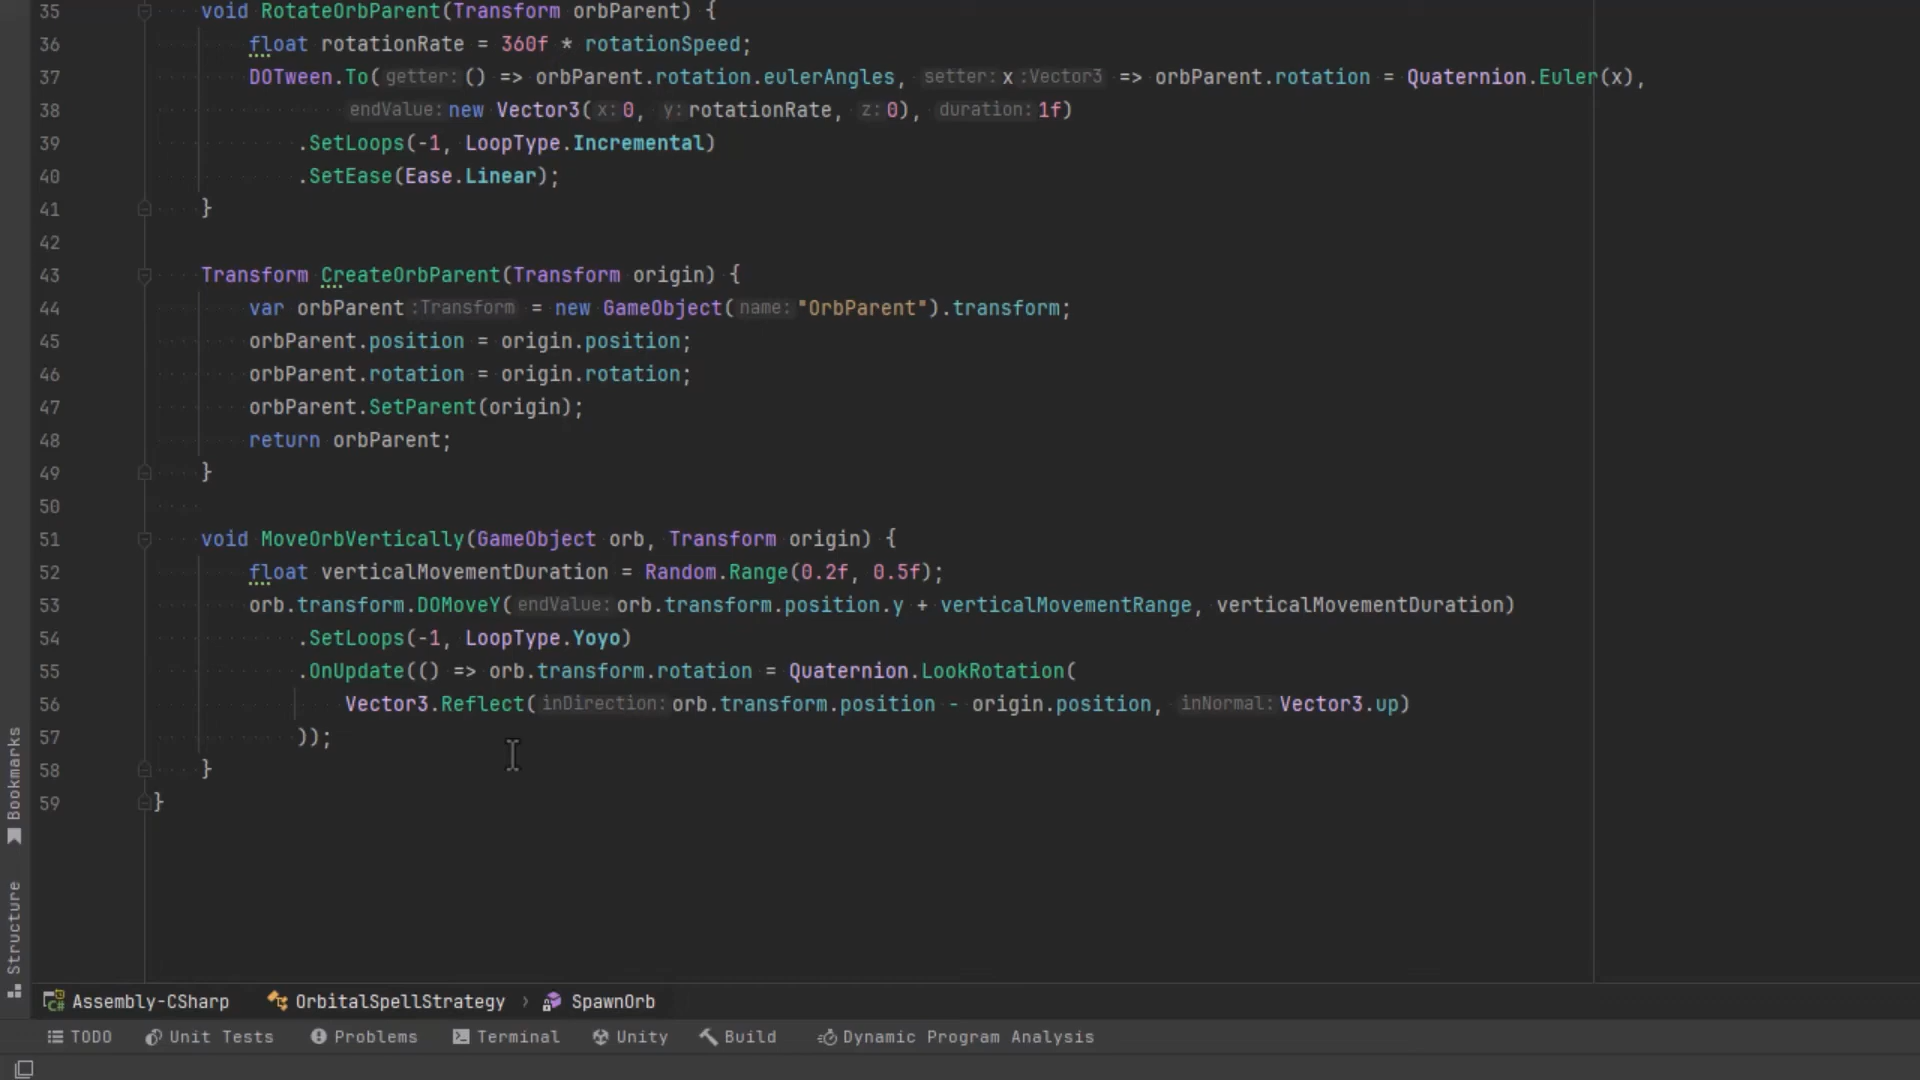 35 void RotateOrbParent(Transform orbParent) {
36 float rotationRate = 360f * rotationSpeed;
37 DOTween.To( getter: () => orbParent.rotation.eulerAngles, setter: x :Vector3 => orbParent.rotation = Quaternion.Euler(x),
38 endValue: new Vector3( x: 0, y: rotationRate, z: 0), duration: 1f)
39 .SetLoops(-1, LoopType.Incremental)
40 .SetEase(Ease.Linear);
41 }
42
43 Transform CreateOrbParent(Transform origin) {
44 var orbParent :Transform = new GameObject( name: "OrbParent").transform;
45 orbParent.position = origin.position;
46 orbParent.rotation = origin.rotation;
47 orbParent.SetParent(origin);
48 return orbParent;
49 }
50
51 void MoveOrbVertically(GameObject orb, Transform origin) {
52 float verticalMovementDuration = Random.Range(0.2f, 0.5f);
53 orb.transform.DOMoveY( endValue: orb.transform.position.y + verticalMovementRange, verticalMovementDuration)
54 .SetLoops(-1, LoopType.Yoyo)
55 .OnUpdate(() => orb.transform.rotation = Quaternion.LookRotation(
56 Vector3.Reflect( inDirection: orb.transform.position - origin.position, inNormal: Vector3.up)
57 ));
58 }
59 }
Bookmarks
Structure
Assembly-CSharp OrbitalSpellStrategy › SpawnOrb
TODO Unit Tests Problems Terminal Unity Build Dynamic Program Analysis